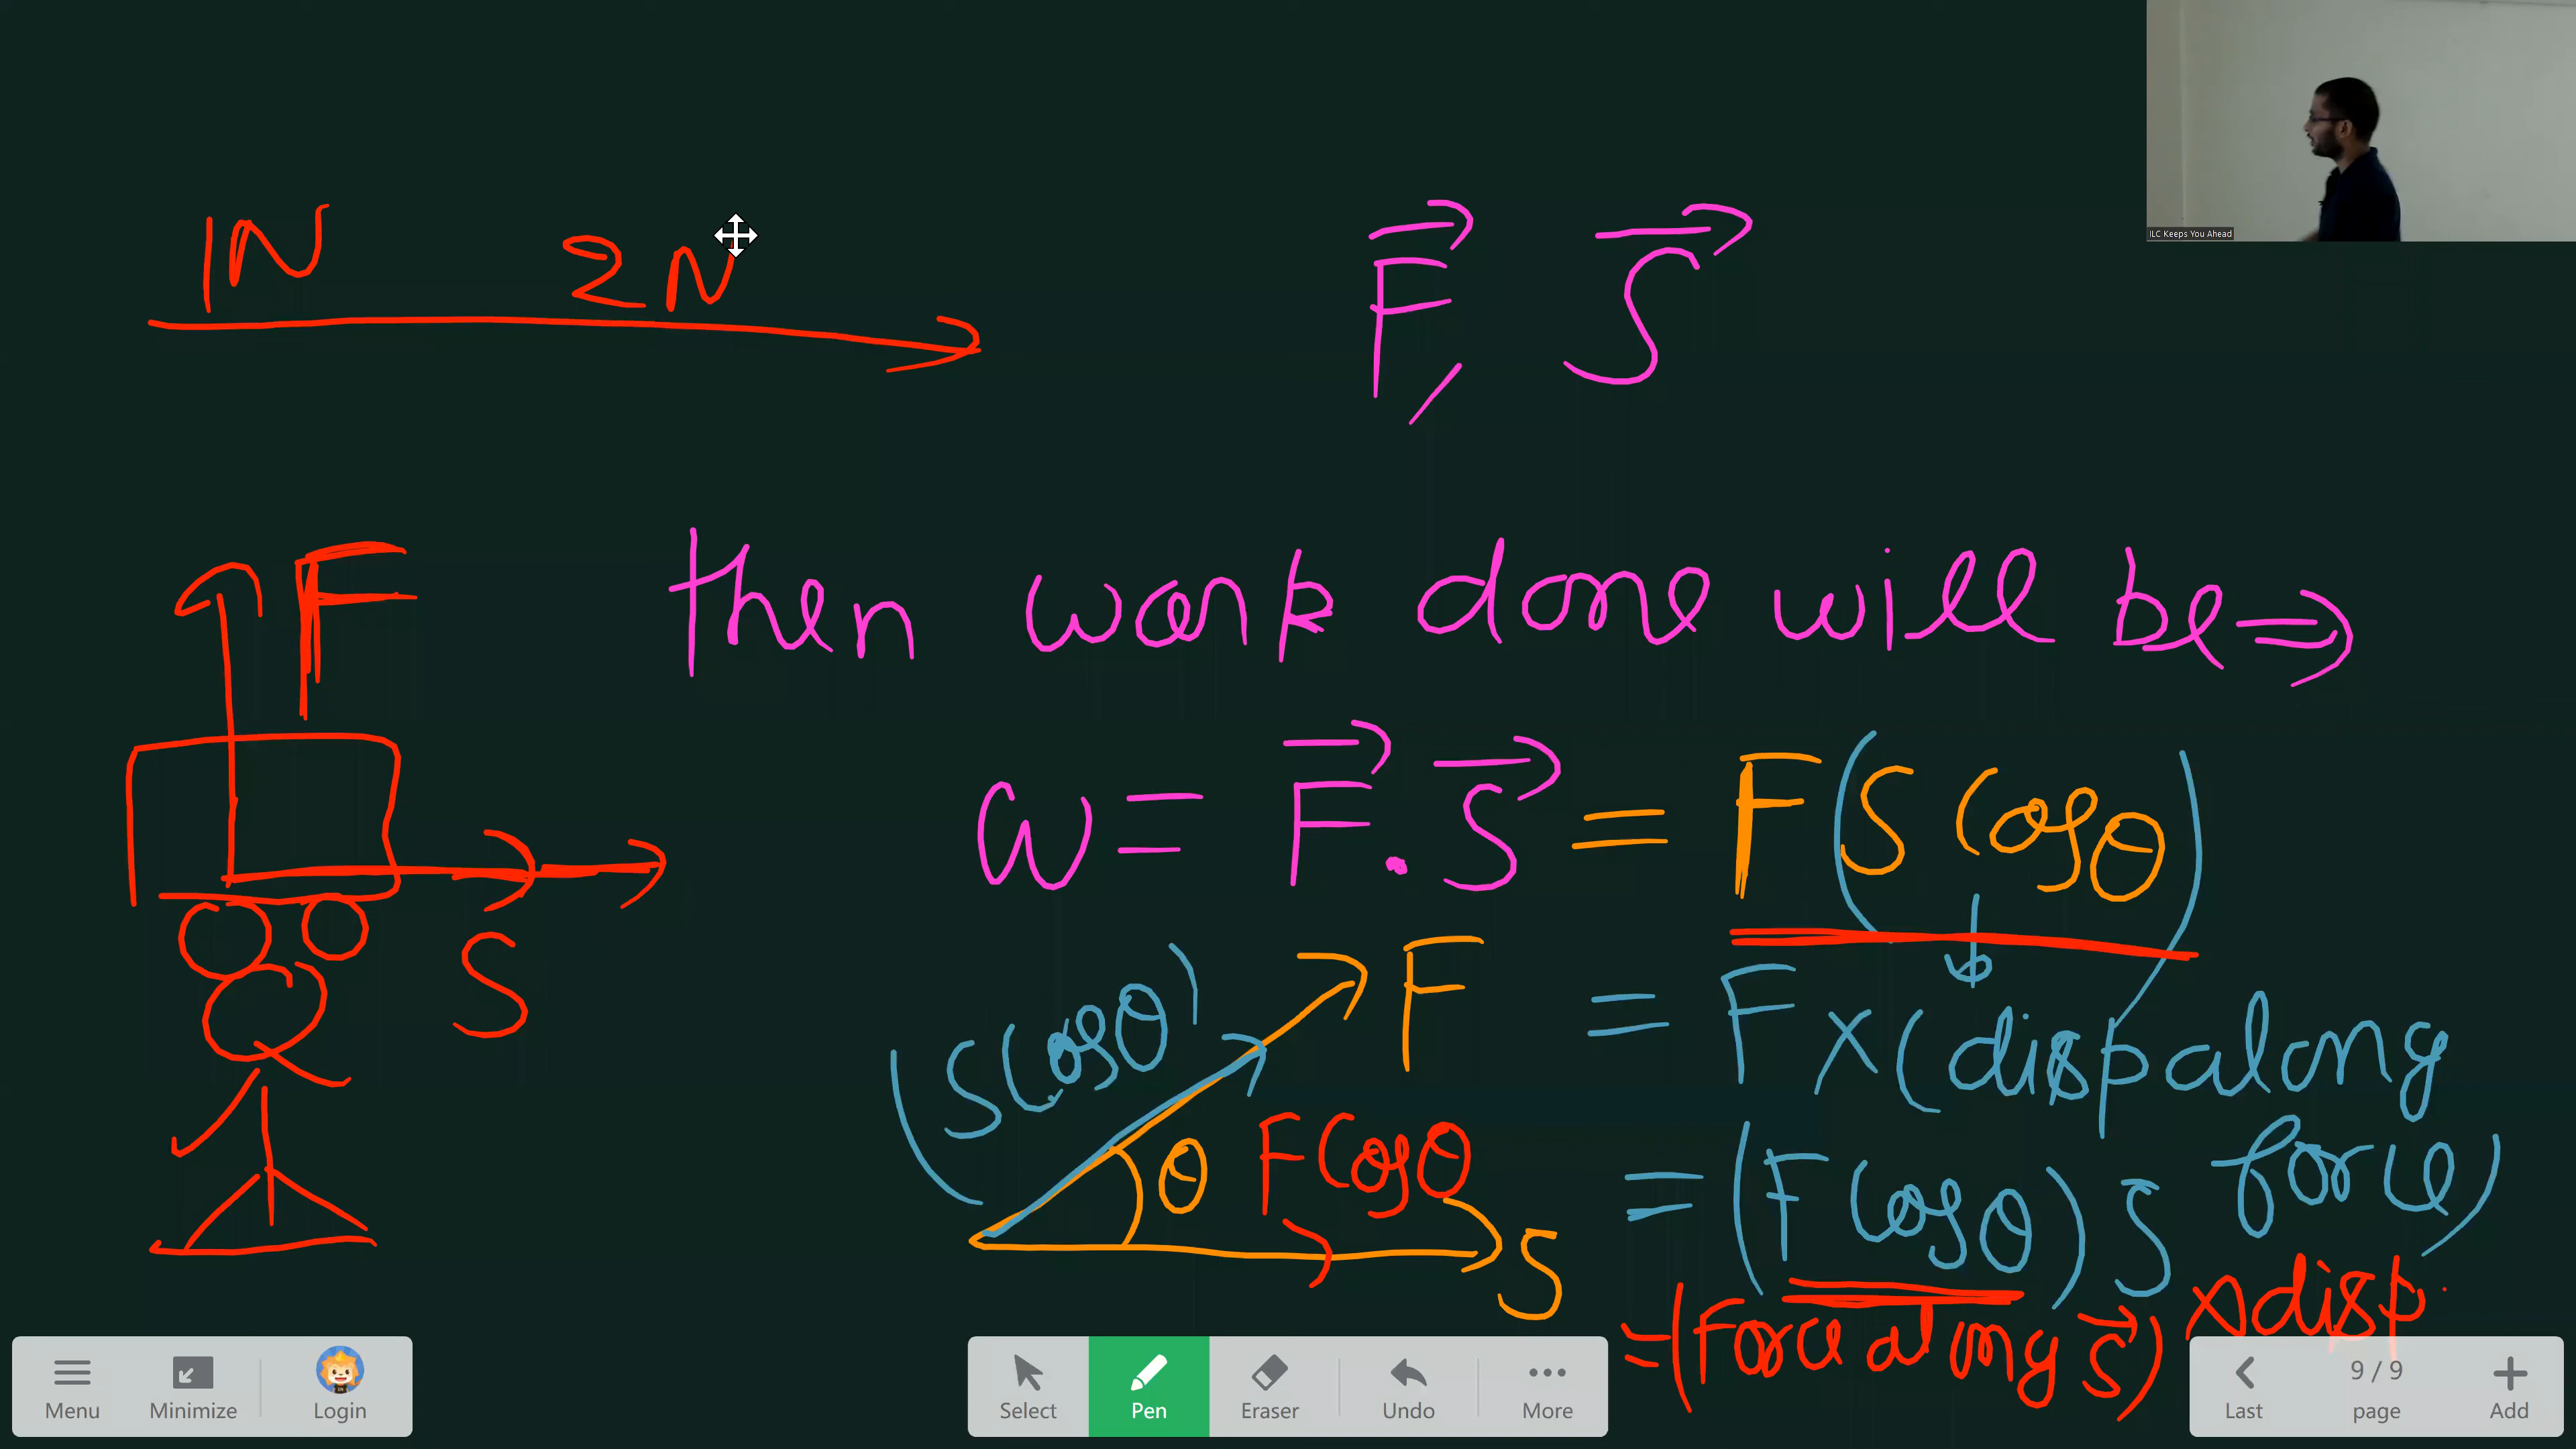 1N 2N
F, S
F
then work done will be ⇒
W = F . S = F(S Cosθ)
S
S Cosθ
F
= F x (disp along force)
θ
F Cosθ
S
= (F Cosθ) S
= (Force along S) x disp.
ILC Keeps You Ahead
Menu Minimize Login
Select Pen Eraser Undo More
Last 9 / 9 page Add